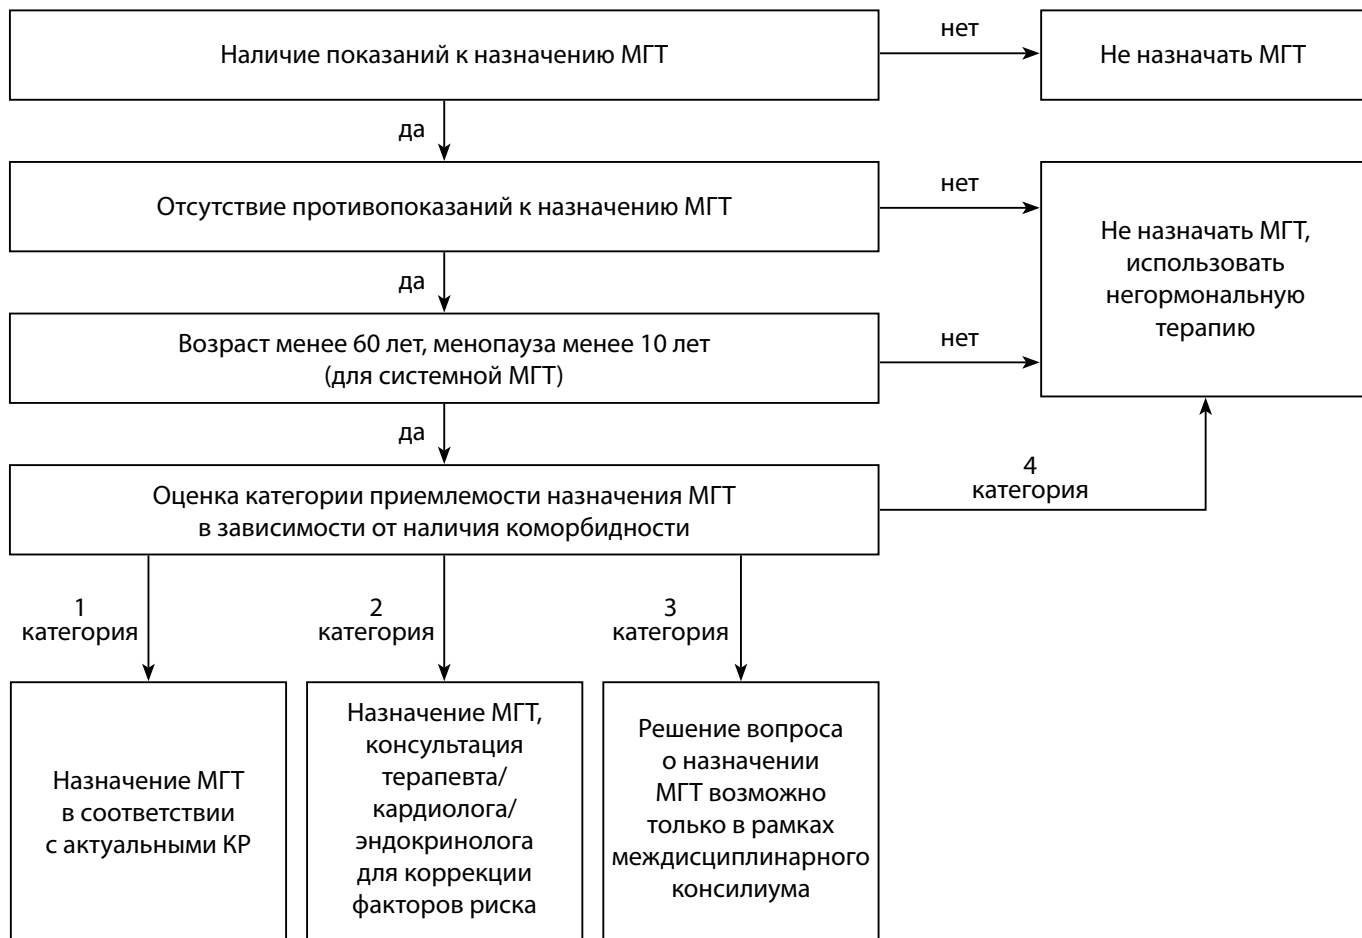 Наличие показаний к назначению МГТ
нет
Не назначать МГТ
да
Отсутствие противопоказаний к назначению МГТ
нет
Не назначать МГТ,
использовать
негормональную
терапию
да
Возраст менее 60 лет, менопауза менее 10 лет
(для системной МГТ)
нет
да
Оценка категории приемлемости назначения МГТ
в зависимости от наличия коморбидности
4
категория
1
категория
2
категория
3
категория
Назначение МГТ
в соответствии
с актуальными КР
Назначение МГТ,
консультация
терапевта/
кардиолога/
эндокринолога
для коррекции
факторов риска
Решение вопроса
о назначении
МГТ возможно
только в рамках
междисциплинарного
консилиума